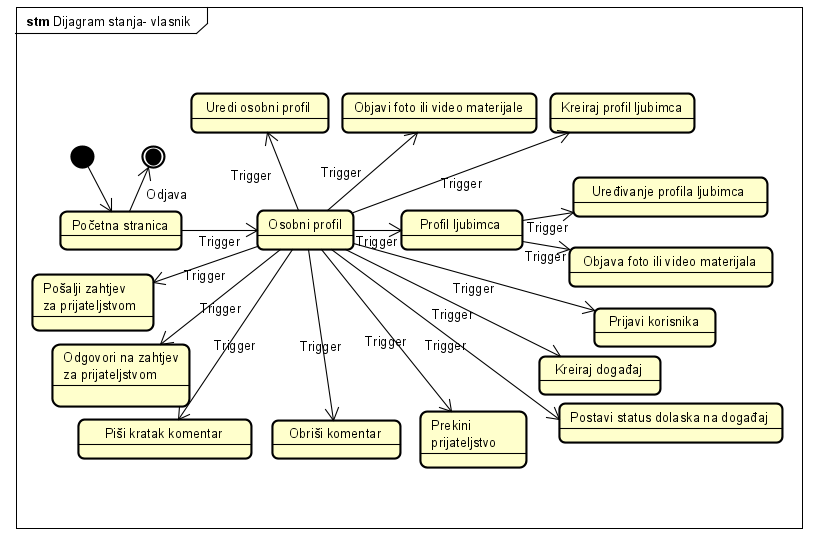 stm Dijagram stanja- vlasnik
Uredi osobni profil
Objavi foto ili video materijale
Kreiraj profil ljubimca
Trigger
Trigger
Trigger
Odjava
Uređivanje profila ljubimca
Početna stranica
Osobni profil
Profil ljubimca
Trigger
Trigger
Trigger
Trigger
Objava foto ili video materijala
Trigger
Pošalji zahtjev
za prijateljstvom
Trigger
Trigger
Trigger
Prijavi korisnika
Odgovori na zahtjev
za prijateljstvom
Trigger
Trigger
Trigger
Trigger
Kreiraj događaj
Piši kratak komentar
Obriši komentar
Prekini
prijateljstvo
Postavi status dolaska na događaj